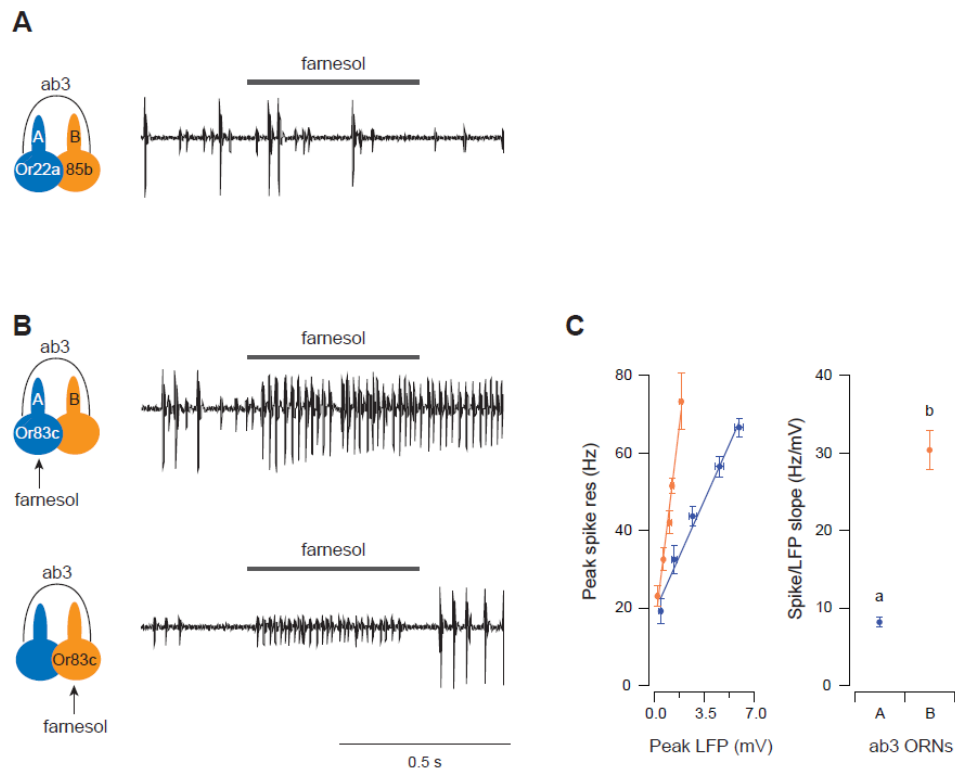 A
farnesol
ab3
A B
Or22a 85b
B
farnesol
ab3
A B
Or83c
farnesol
farnesol
ab3
Or83c
farnesol
0.5 s
C
Peak spike res (Hz)
80
60
40
20
0
0.0 3.5 7.0
Peak LFP (mV)
Spike/LFP slope (Hz/mV)
40
30
20
10
0
b
a
A B
ab3 ORNs